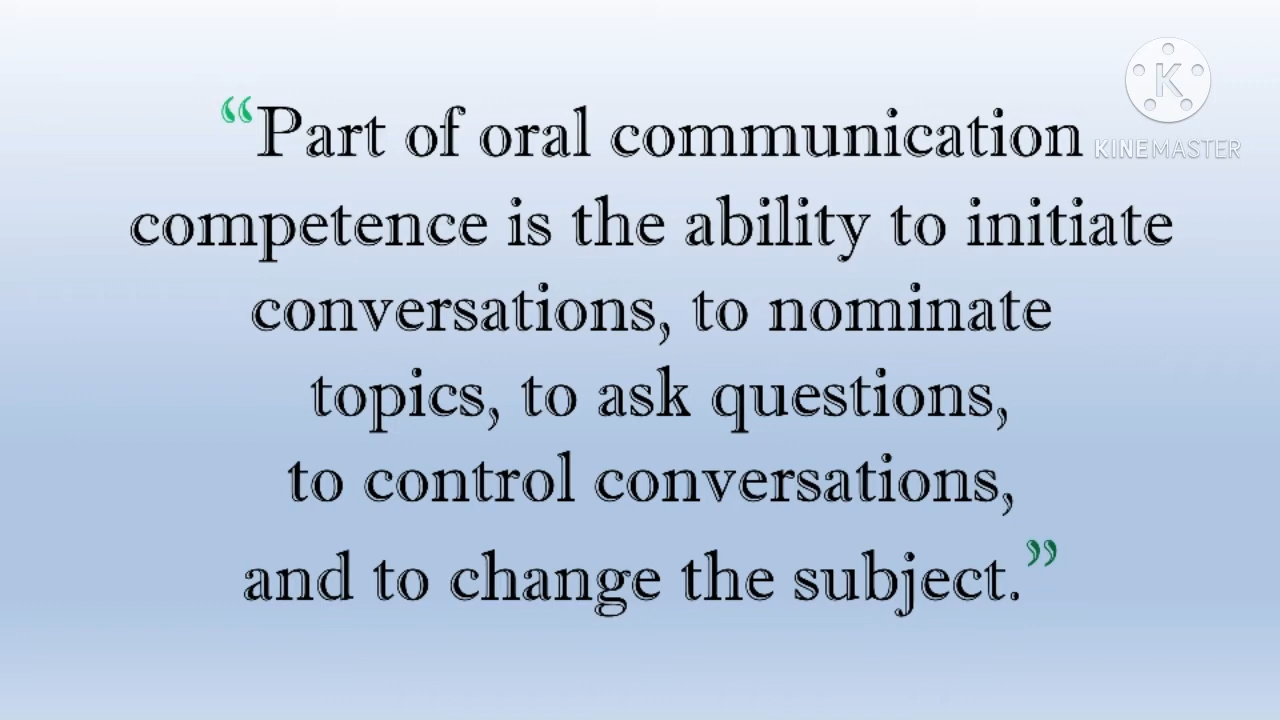 “Part of oral communication
KINEMASTER
competence is the ability to initiate
conversations, to nominate
topics, to ask questions,
to control conversations,
and to change the subject.”